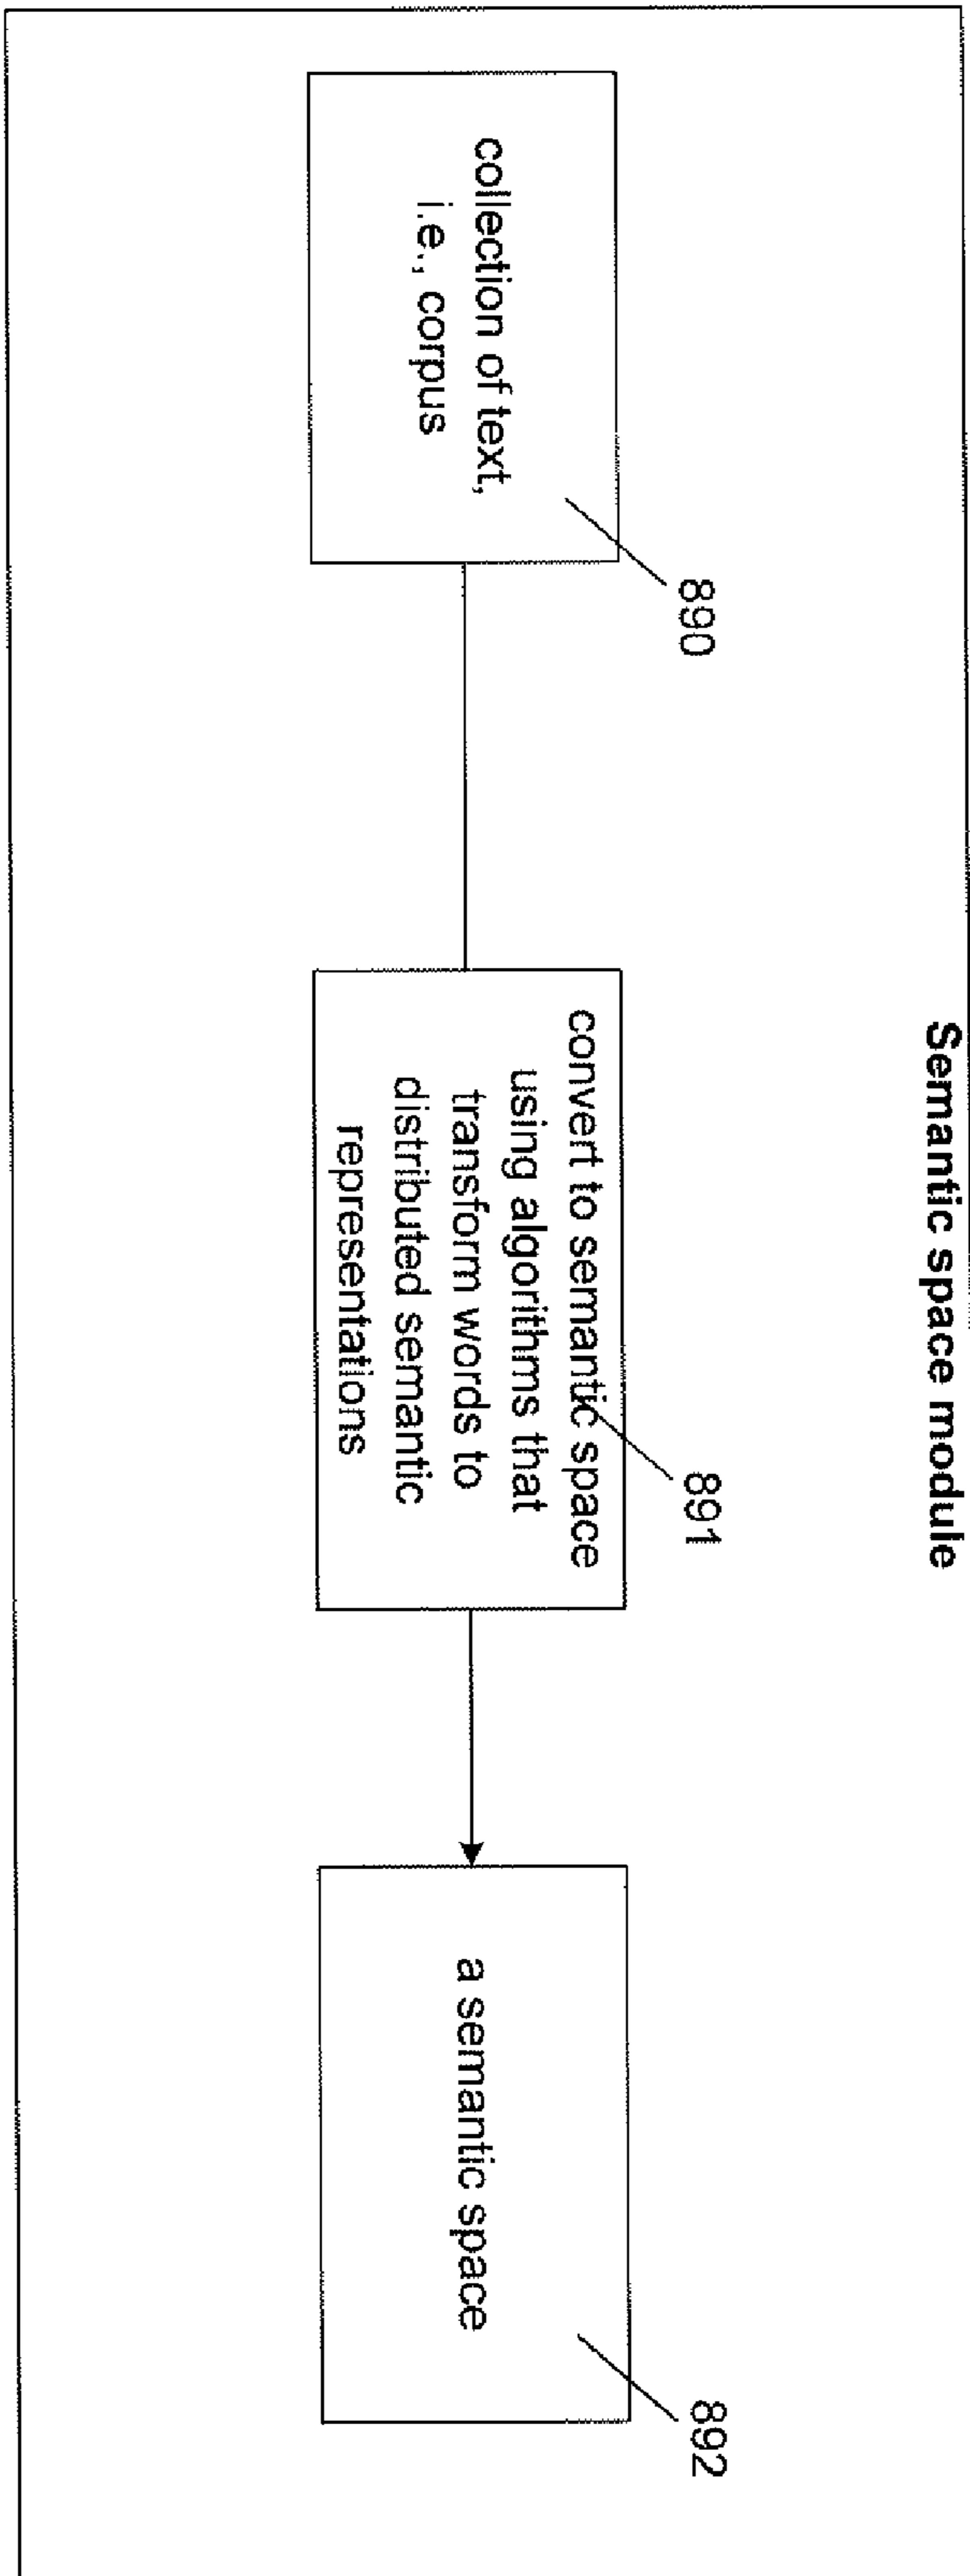 Semantic space module
890
collection of text,
i.e., corpus
891
convert to semantic space
using algorithms that
transform words to
distributed semantic
representations
892
a semantic space